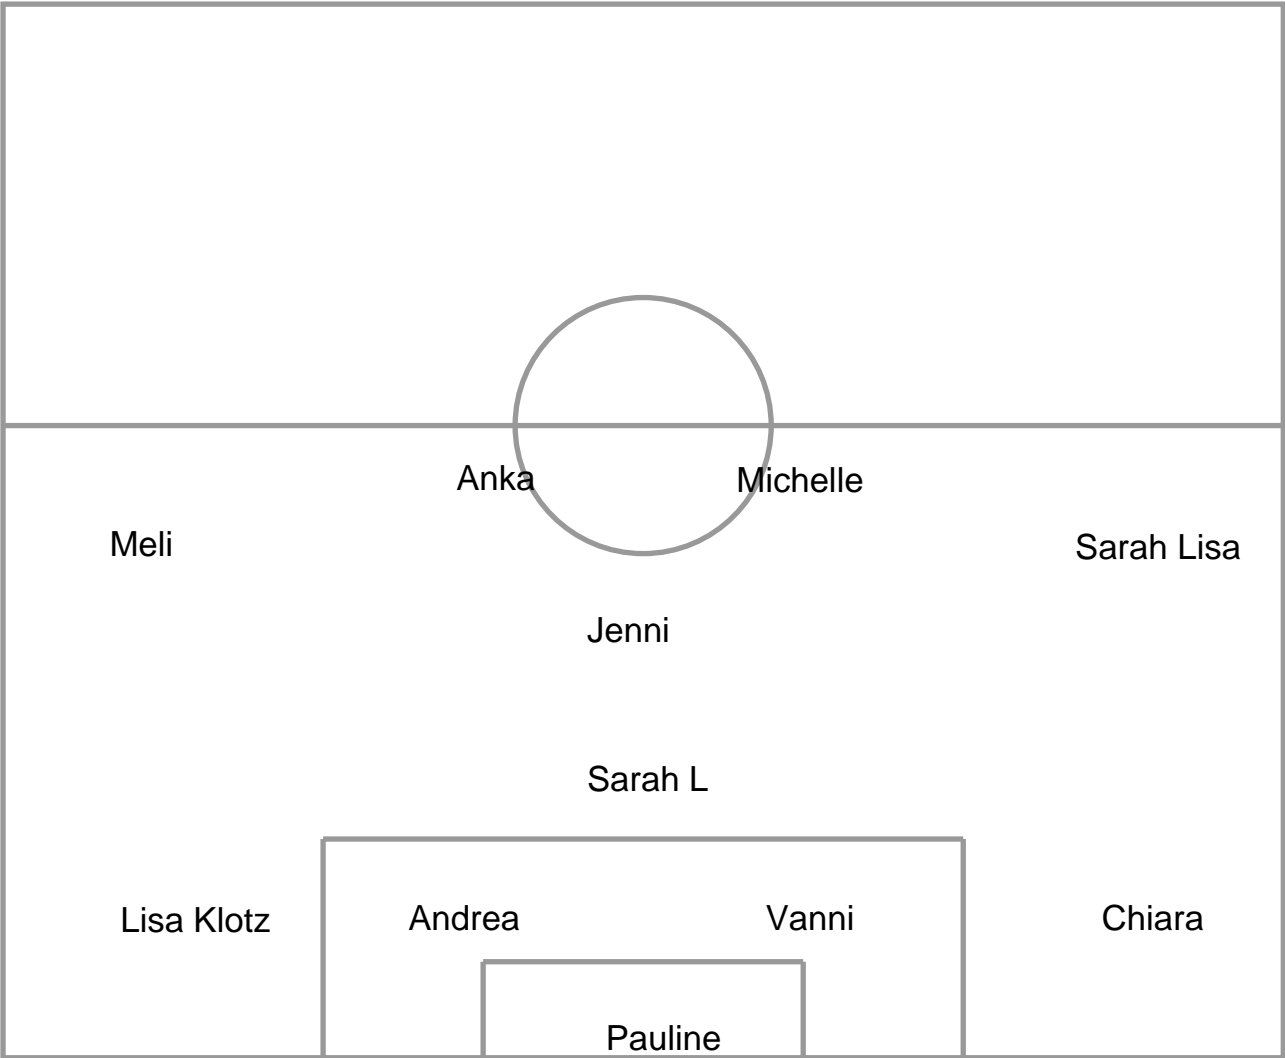 Anka
Michelle
Meli
Sarah Lisa
Jenni
Sarah L
Lisa Klotz
Andrea
Vanni
Chiara
Pauline